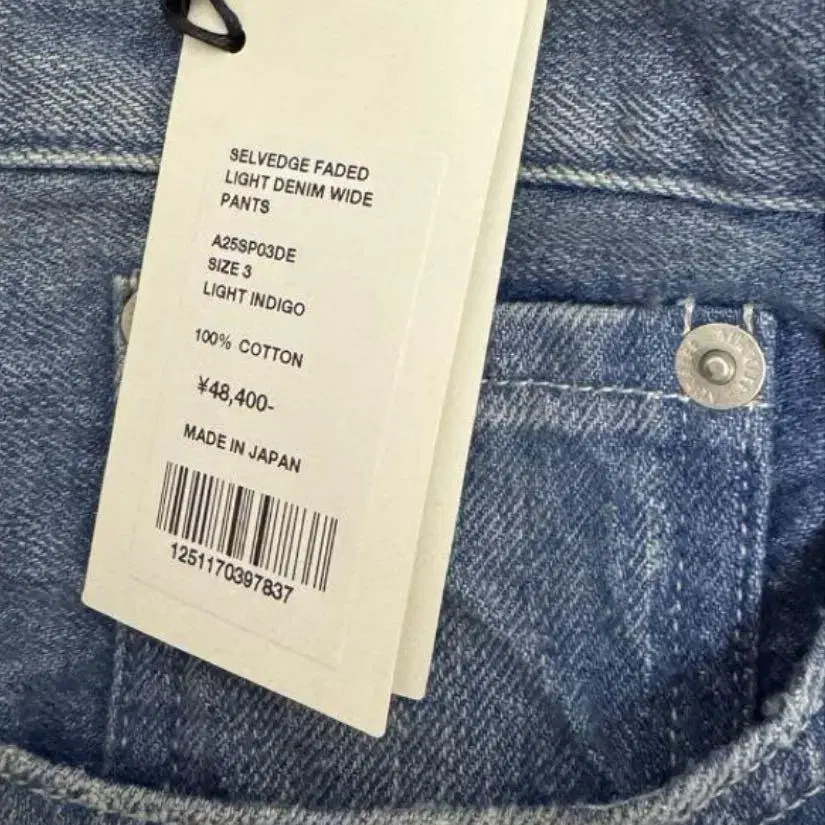 SELVEDGE FADED
LIGHT DENIM WIDE
PANTS
A25SP03DE
SIZE 3
LIGHT INDIGO
100% COTTON
¥48,400-
MADE IN JAPAN
1251170397837